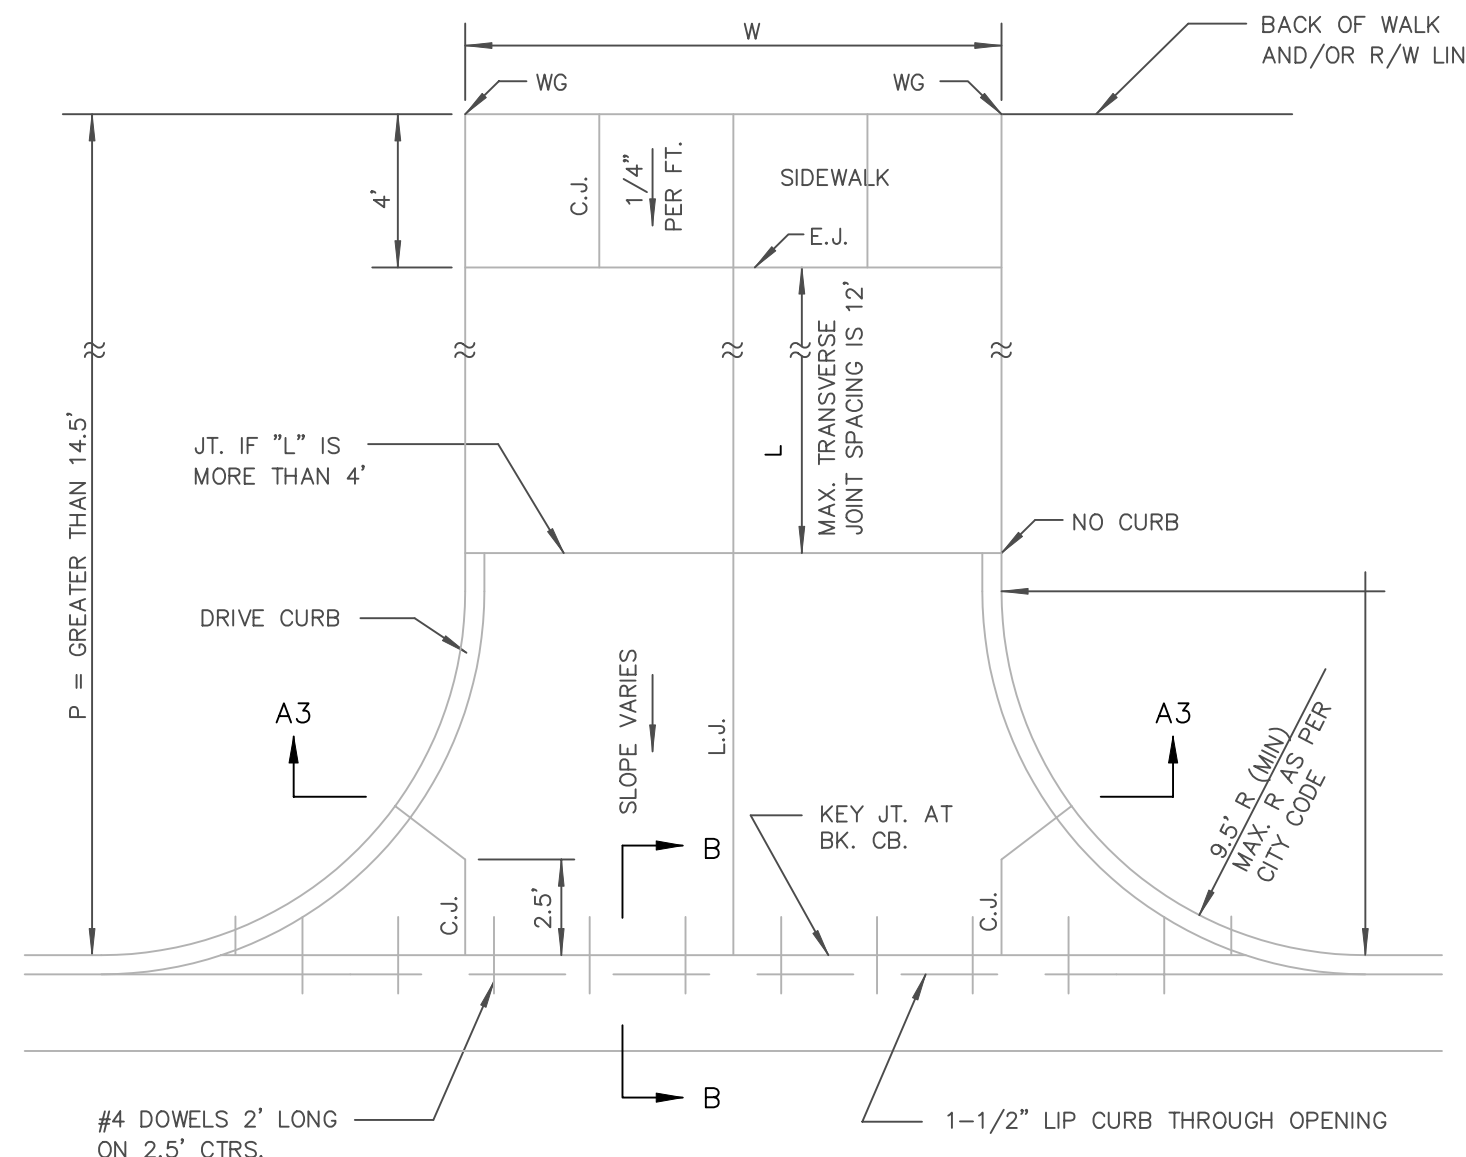 W
BACK OF WALK
AND/OR R/W LIN
WG
WG
4'
C.J.
1/4"
PER FT.
SIDEWALK
E.J.
MAX. TRANSVERSE
JOINT SPACING IS 12'
L
P = GREATER THAN 14.5'
JT. IF "L" IS
MORE THAN 4'
NO CURB
DRIVE CURB
A3
SLOPE VARIES
L.J.
A3
9.5' R (MIN)
MAX. R AS PER
CITY CODE
KEY JT. AT
BK. CB.
B
C.J.
2.5'
C.J.
B
#4 DOWELS 2' LONG
ON 2.5' CTRS.
1-1/2" LIP CURB THROUGH OPENING